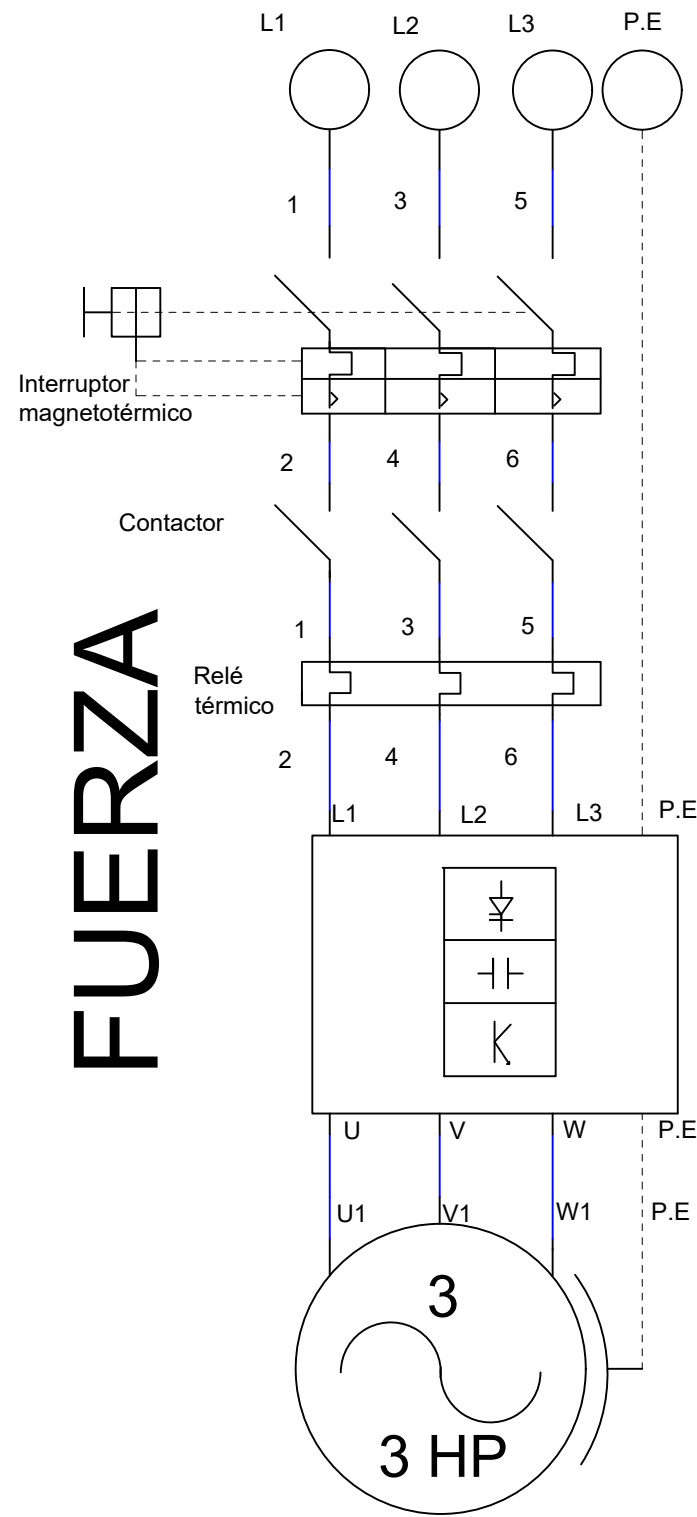 L1 L2 L3 P.E
1 3 5
Interruptor
magnetotérmico
2 4 6
Contactor
1 3 5
Relé
térmico
2 4 6
FUERZA
L1 L2 L3 P.E
U V W P.E
U1 V1 W1 P.E
3
3 HP